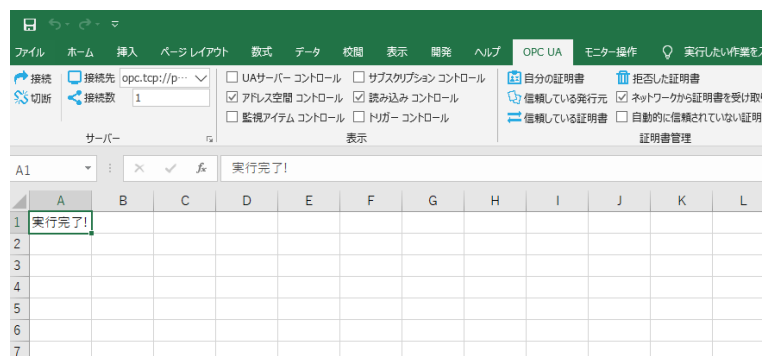 ファイル ホーム 挿入 ページ レイアウト 数式 データ 校閲 表示 開発 ヘルプ OPC UA モニター操作 実行したい作業を入
接続 接続先 opc.tcp://p… UAサーバー コントロール サブスクリプション コントロール 自分の証明書 拒否した証明書
切断 接続数 1 アドレス空間 コントロール 読み込み コントロール 信頼している発行元 ネットワークから証明書を受け取
監視アイテム コントロール トリガー コントロール 信頼している証明書 自動的に信頼されていない証明
サーバー 表示 証明書管理
A1 fx 実行完了!
A B C D E F G H I J K L
1 実行完了!
2
3
4
5
6
7